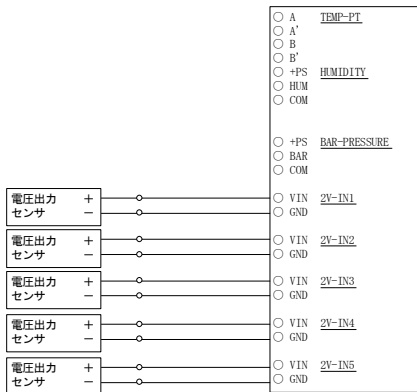 A TEMP-PT
A'
B
B'
+PS HUMIDITY
HUM
COM
+PS BAR-PRESSURE
BAR
COM
電圧出力 + VIN 2V-IN1
センサ － GND
電圧出力 + VIN 2V-IN2
センサ － GND
電圧出力 + VIN 2V-IN3
センサ － GND
電圧出力 + VIN 2V-IN4
センサ － GND
電圧出力 + VIN 2V-IN5
センサ － GND